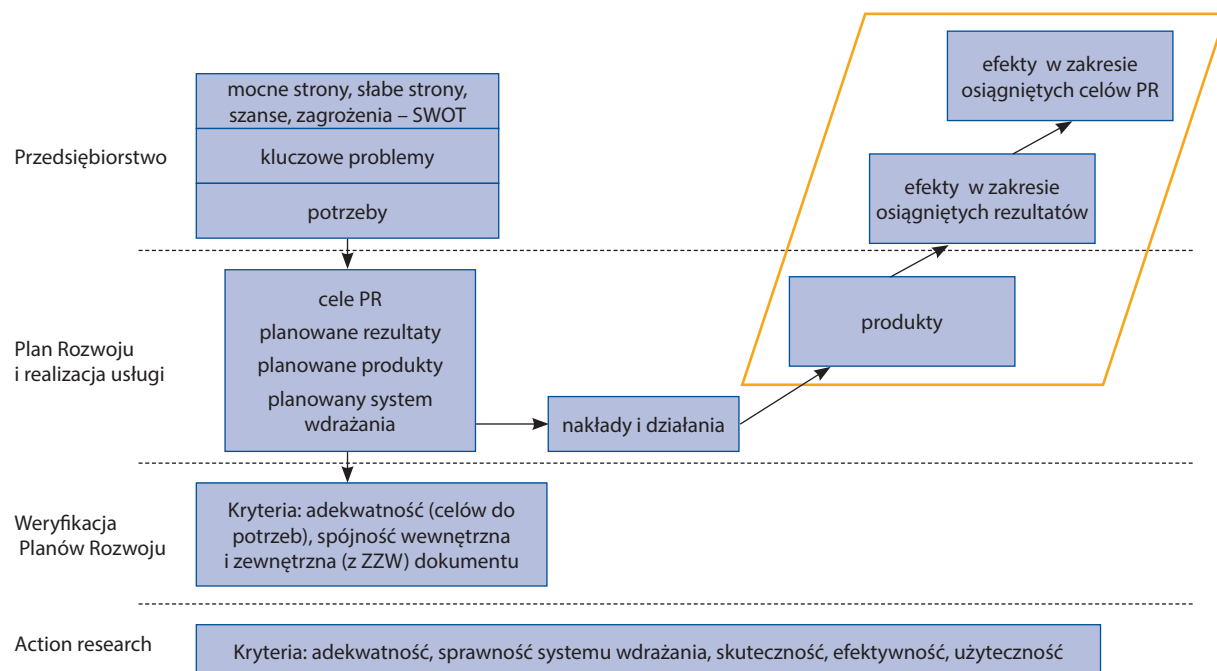 Przedsiębiorstwo
mocne strony, słabe strony,
szanse, zagrożenia – SWOT
kluczowe problemy
potrzeby
efekty w zakresie
osiągniętych celów PR
efekty w zakresie
osiągniętych rezultatów
Plan Rozwoju
i realizacja usługi
cele PR
planowane rezultaty
planowane produkty
planowany system
wdrażania
nakłady i działania
produkty
Weryfikacja
Planów Rozwoju
Kryteria: adekwatność (celów do
potrzeb), spójność wewnętrzna
i zewnętrzna (z ZZW) dokumentu
Action research
Kryteria: adekwatność, sprawność systemu wdrażania, skuteczność, efektywność, użyteczność